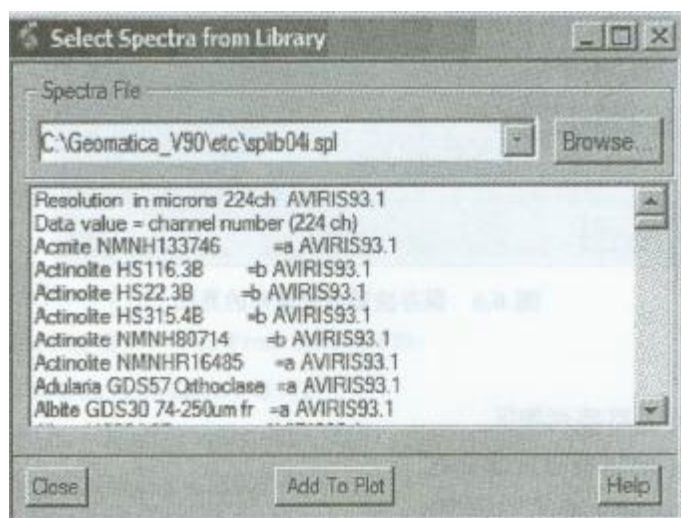 Select Spectra from Library
Spectra File
C:\Geomatica_V90\etc\splib04i.spl
Browse...
Resolution in microns 224ch AVIRIS93.1
Data value = channel number (224 ch)
Acmite NMNH133746 =a AVIRIS93.1
Actinolite HS116.3B =b AVIRIS93.1
Actinolite HS22.3B =b AVIRIS93.1
Actinolite HS315.4B =b AVIRIS93.1
Actinolite NMNH80714 =b AVIRIS93.1
Actinolite NMNHR16485 =a AVIRIS93.1
Adularia GDS57 Orthoclase =a AVIRIS93.1
Albite GDS30 74-250um fr =a AVIRIS93.1
Close
Add To Plot
Help